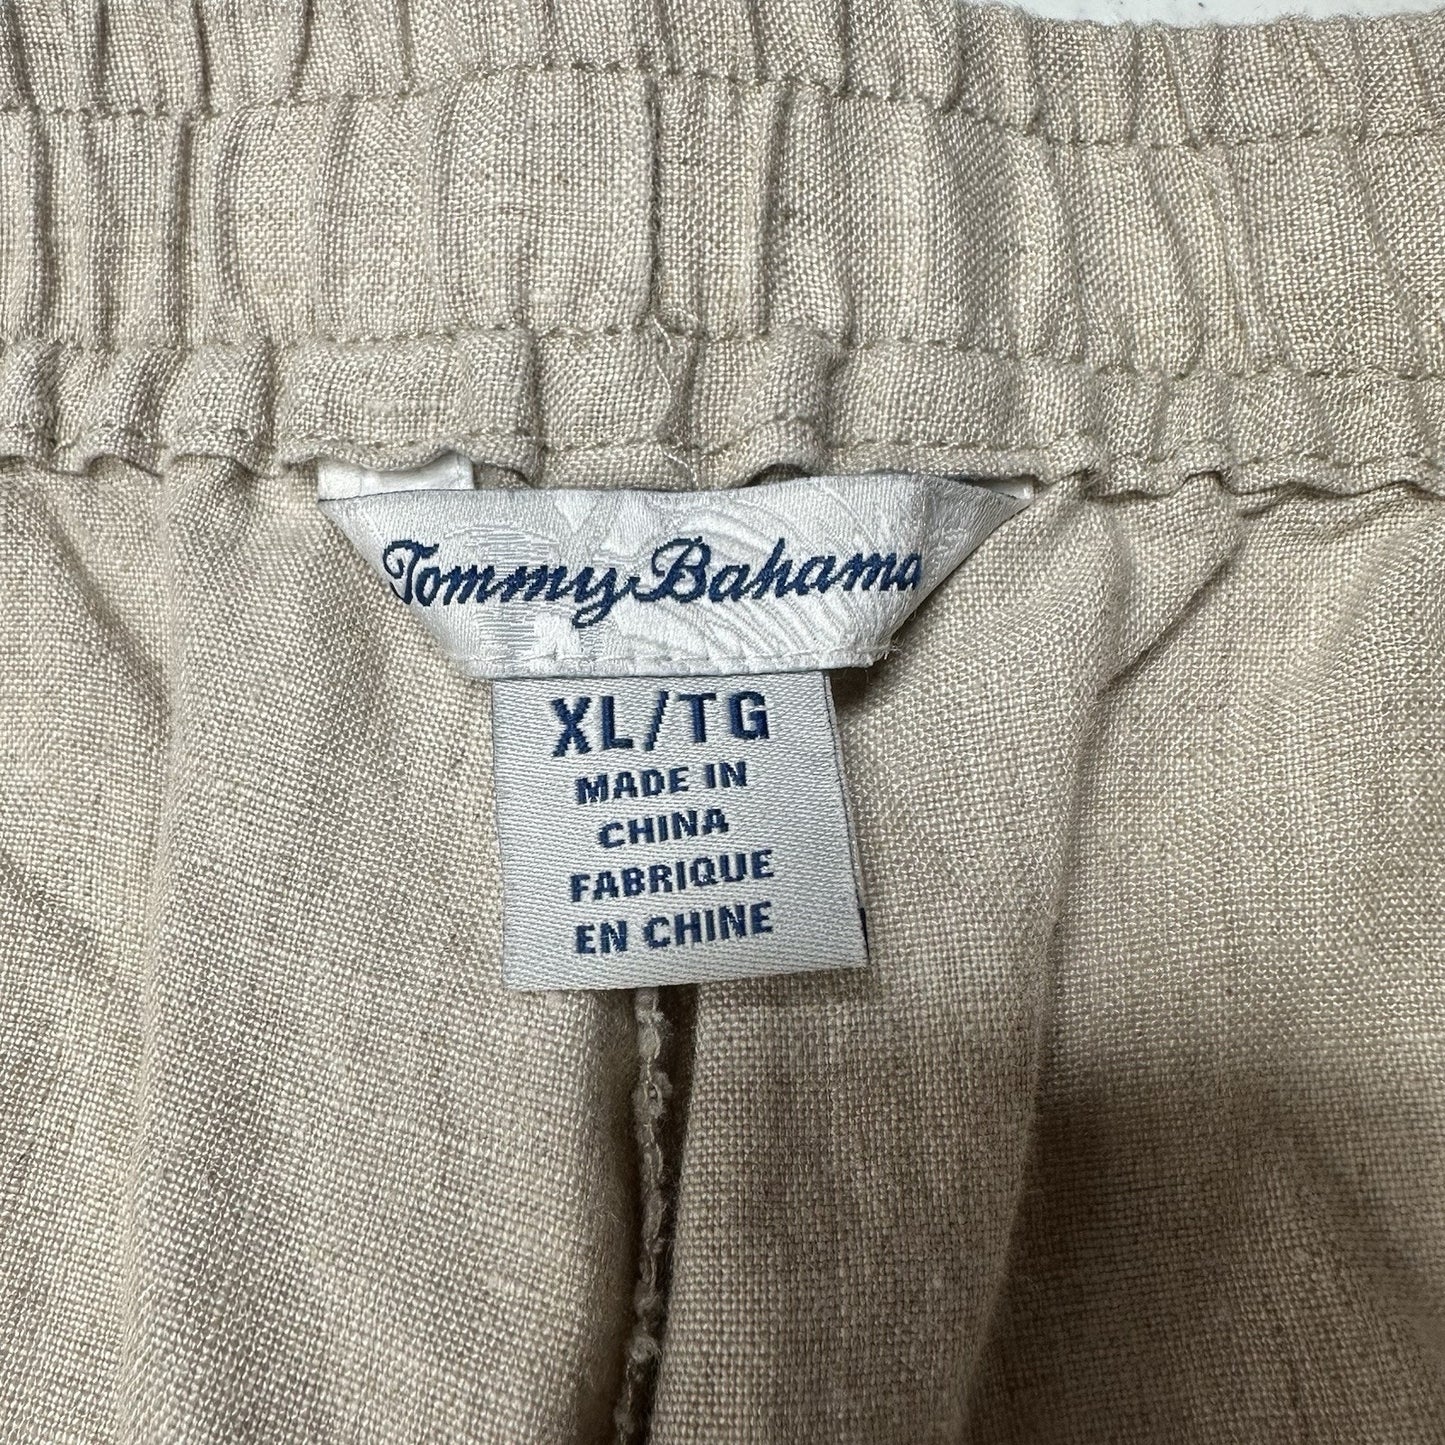 Tommy Bahama
XL/TG
MADE IN
CHINA
FABRIQUE
EN CHINE